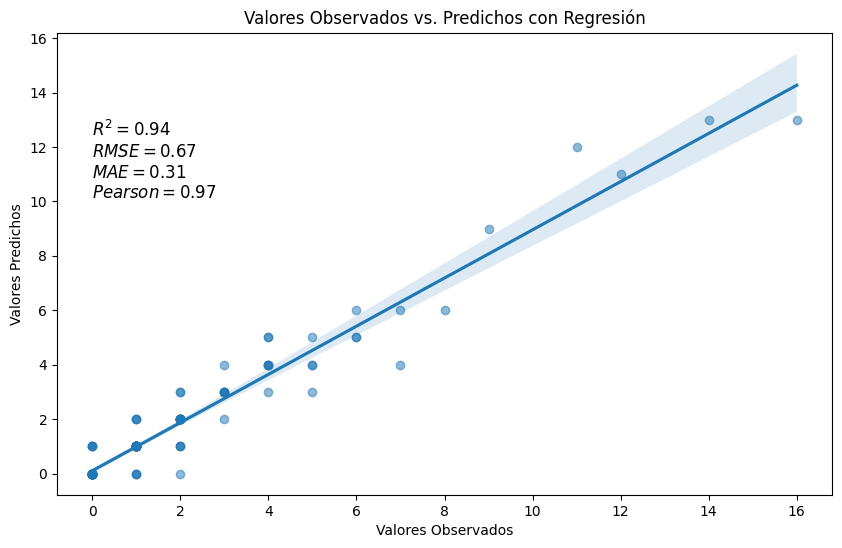 Valores Observados vs. Predichos con Regresión
16
14
12
10
8
6
4
2
0
Valores Predichos
R² = 0.94
RMSE = 0.67
MAE = 0.31
Pearson = 0.97
0 2 4 6 8 10 12 14 16
Valores Observados